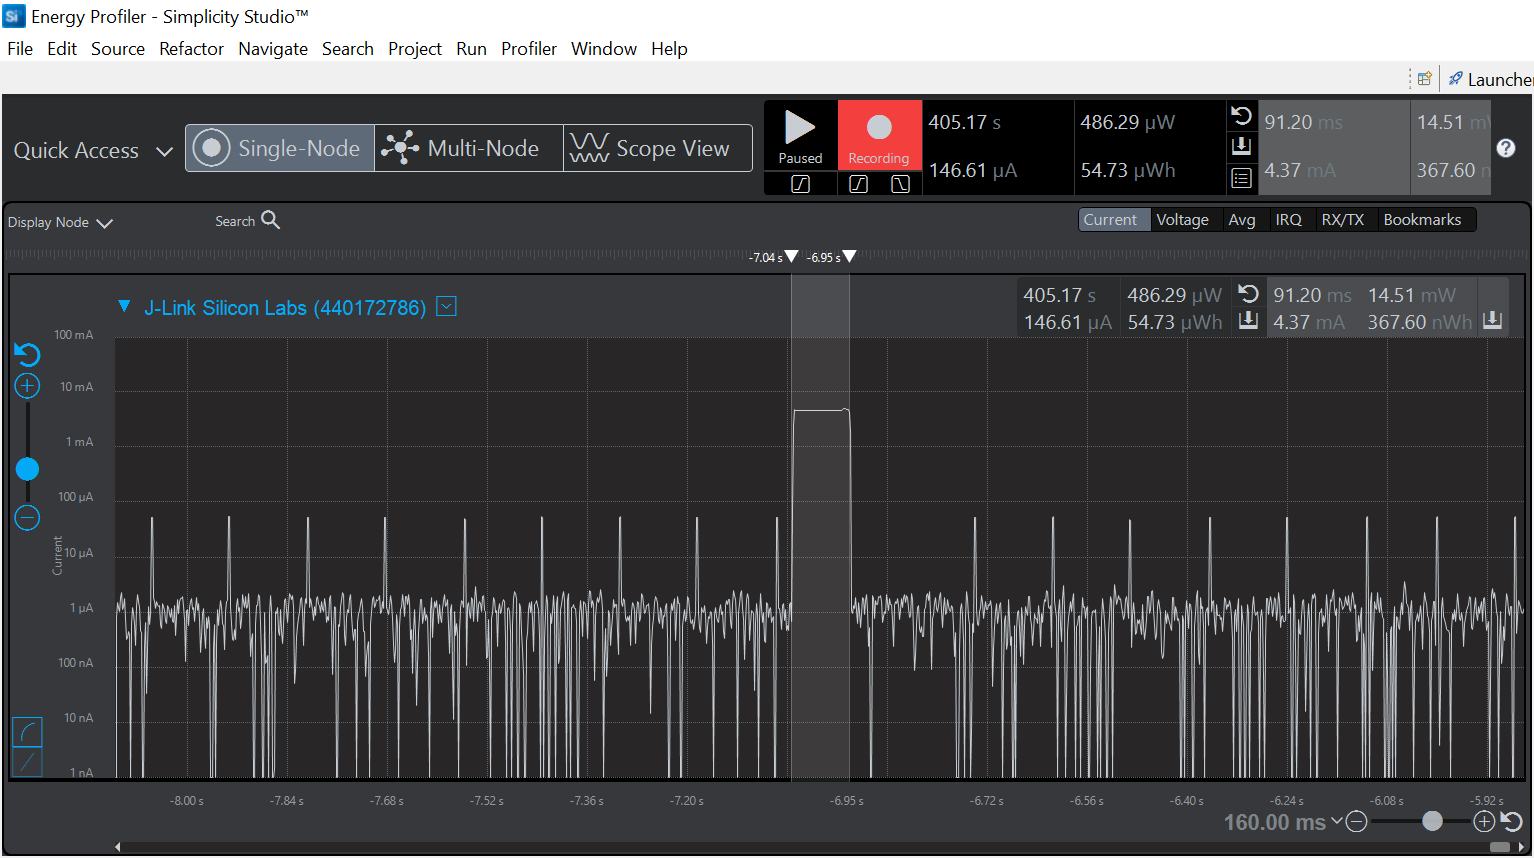 Si Energy Profiler - Simplicity Studio™
File Edit Source Refactor Navigate Search Project Run Profiler Window Help
Launcher
Quick Access Single-Node Multi-Node Scope View
Paused Recording
405.17 s 486.29 µW 91.20 ms 14.51
146.61 µA 54.73 µWh 4.37 mA 367.60
Display Node Search Current Voltage Avg IRQ RX/TX Bookmarks
-7.04 s -6.95 s
J-Link Silicon Labs (440172786)
405.17 s 486.29 µW 91.20 ms 14.51 mW
146.61 µA 54.73 µWh 4.37 mA 367.60 nWh
100 mA
10 mA
1 mA
100 µA
10 µA
1 µA
100 nA
10 nA
1 nA
Current
-8.00 s -7.84 s -7.68 s -7.52 s -7.36 s -7.20 s -6.95 s -6.72 s -6.56 s -6.40 s -6.24 s -6.08 s -5.92 s
160.00 ms